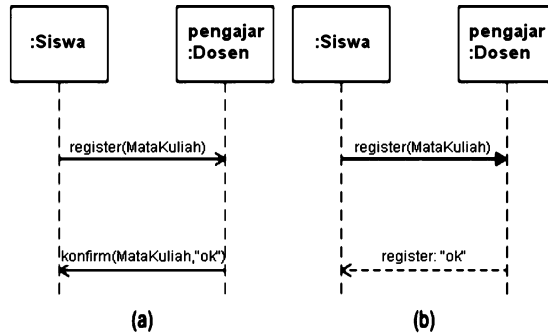 :Siswa
pengajar
:Dosen
register(MataKuliah)
konfirm(MataKuliah,"ok")
(a)
:Siswa
pengajar
:Dosen
register(MataKuliah)
register: "ok"
(b)